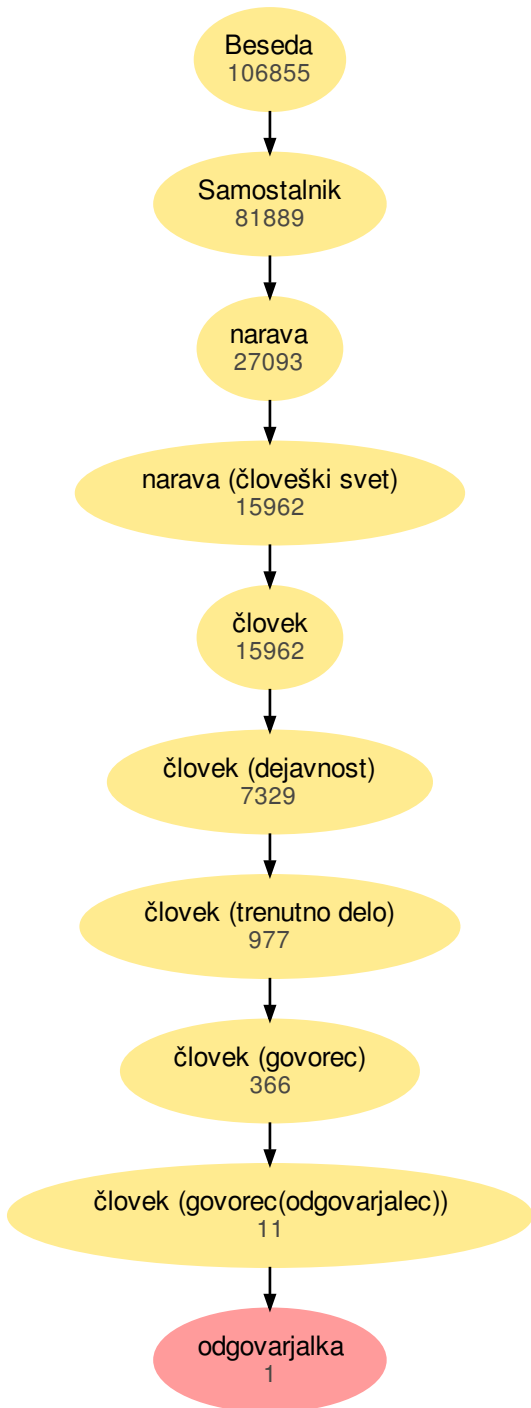 Beseda
106855
Samostalnik
81889
narava
27093
narava (človeški svet)
15962
človek
15962
človek (dejavnost)
7329
človek (trenutno delo)
977
človek (govorec)
366
človek (govorec(odgovarjalec))
11
odgovarjalka
1